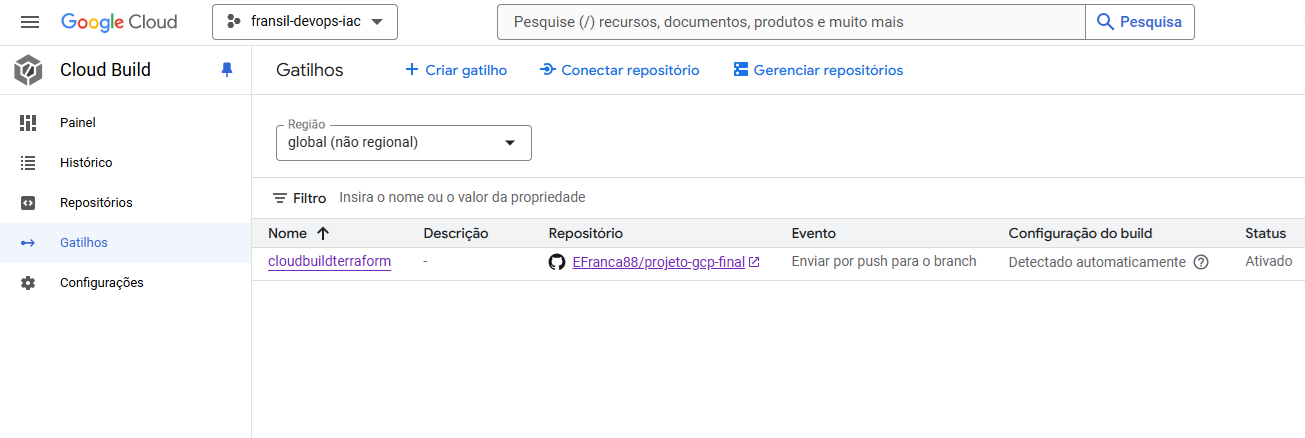 Google Cloud
fransil-devops-iac
Pesquise (/) recursos, documentos, produtos e muito mais
Pesquisa
Cloud Build
Gatilhos
Criar gatilho
Conectar repositório
Gerenciar repositórios
Painel
Histórico
Repositórios
Gatilhos
Configurações
Região
global (não regional)
Filtro Insira o nome ou o valor da propriedade
Nome Descrição Repositório Evento Configuração do build Status
cloudbuildterraform - EFranca88/projeto-gcp-final Enviar por push para o branch Detectado automaticamente Ativado